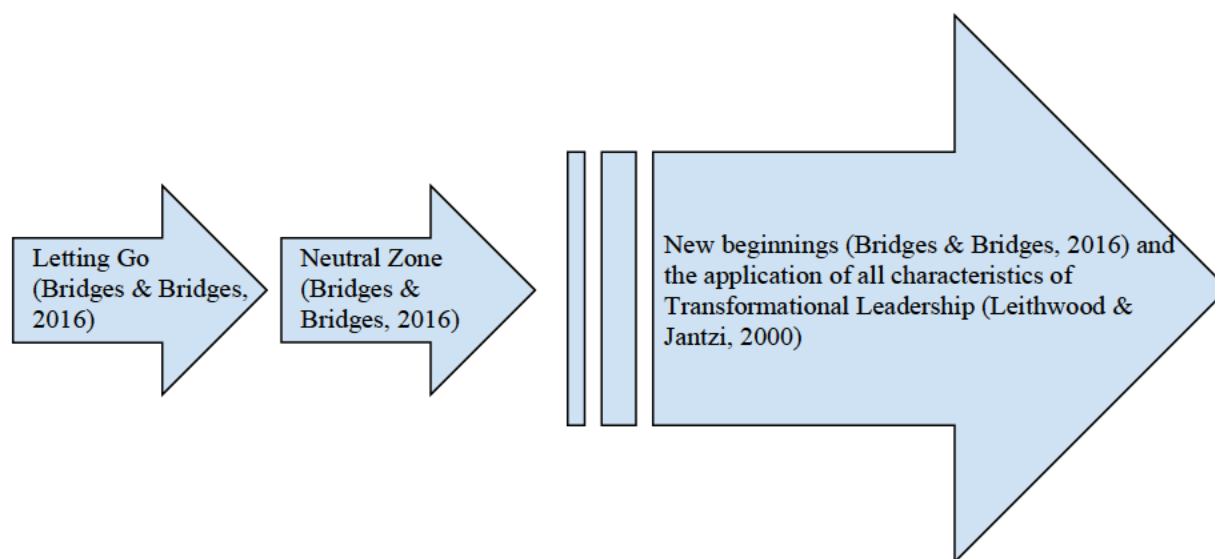 Letting Go
(Bridges & Bridges,
2016)
Neutral Zone
(Bridges &
Bridges, 2016)
New beginnings (Bridges & Bridges, 2016) and
the application of all characteristics of
Transformational Leadership (Leithwood &
Jantzi, 2000)